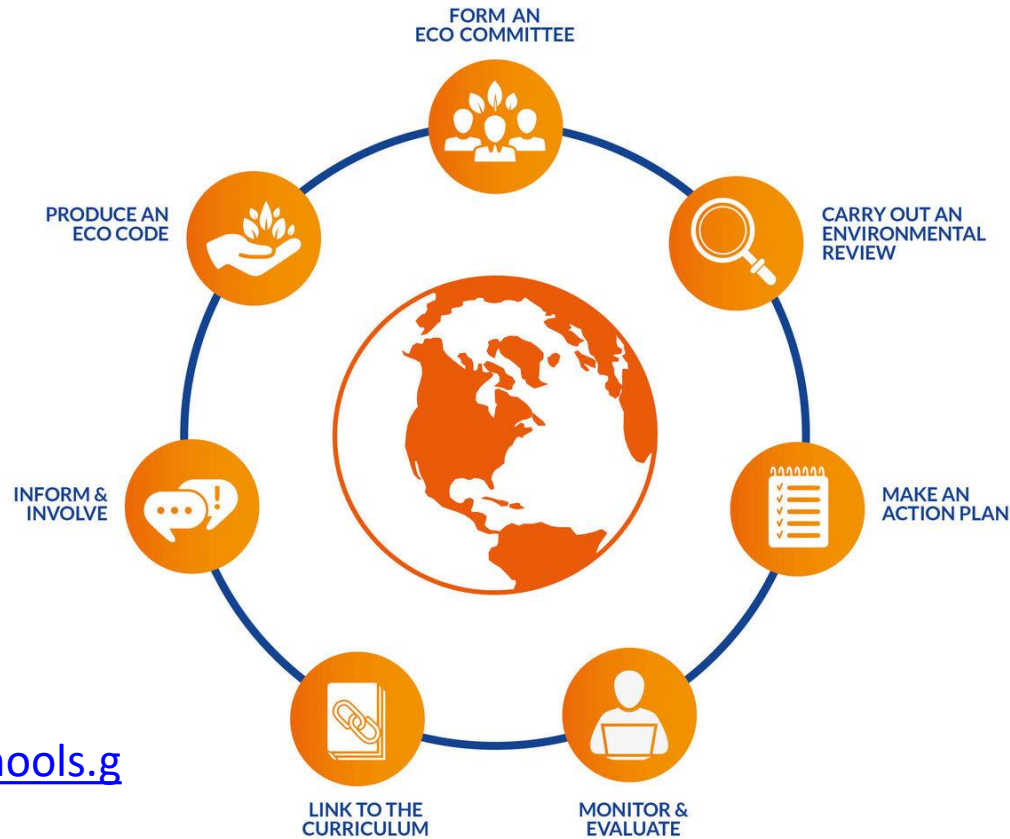 FORM AN
ECO COMMITTEE
CARRY OUT AN
ENVIRONMENTAL
REVIEW
MAKE AN
ACTION PLAN
MONITOR &
EVALUATE
LINK TO THE
CURRICULUM
INFORM &
INVOLVE
PRODUCE AN
ECO CODE